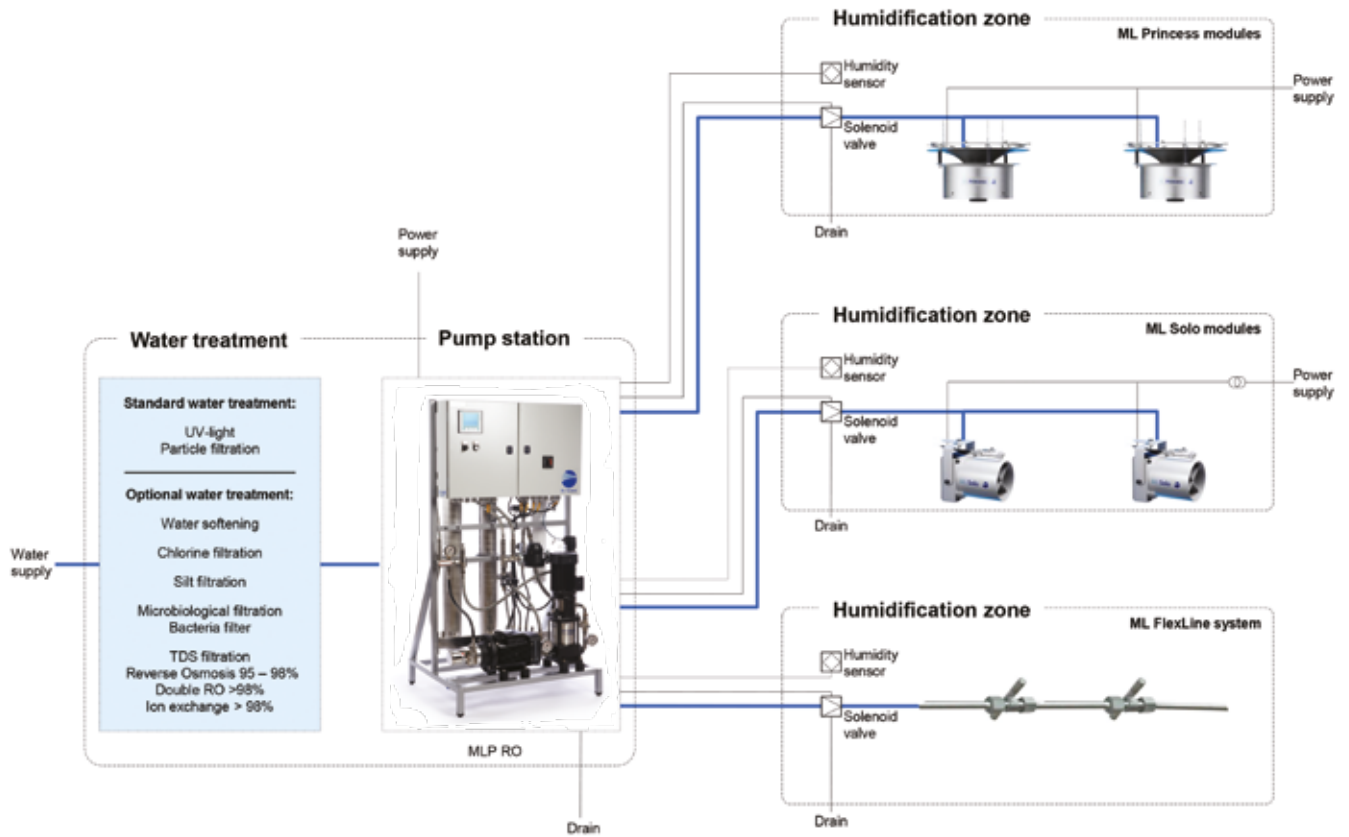 Humidification zone
ML Princess modules
Humidity
sensor
Power
supply
Solenoid
valve
Drain
Power
supply
Humidification zone
ML Solo modules
Humidity
sensor
Power
supply
Solenoid
valve
Drain
Water treatment
Pump station
Standard water treatment:
UV-light
Particle filtration
Optional water treatment:
Water softening
Chlorine filtration
Silt filtration
Microbiological filtration
Bacteria filter
TDS filtration
Reverse Osmosis 95 – 98%
Double RO >98%
Ion exchange > 98%
Water
supply
MLP RO
Drain
Humidification zone
ML FlexLine system
Humidity
sensor
Solenoid
valve
Drain